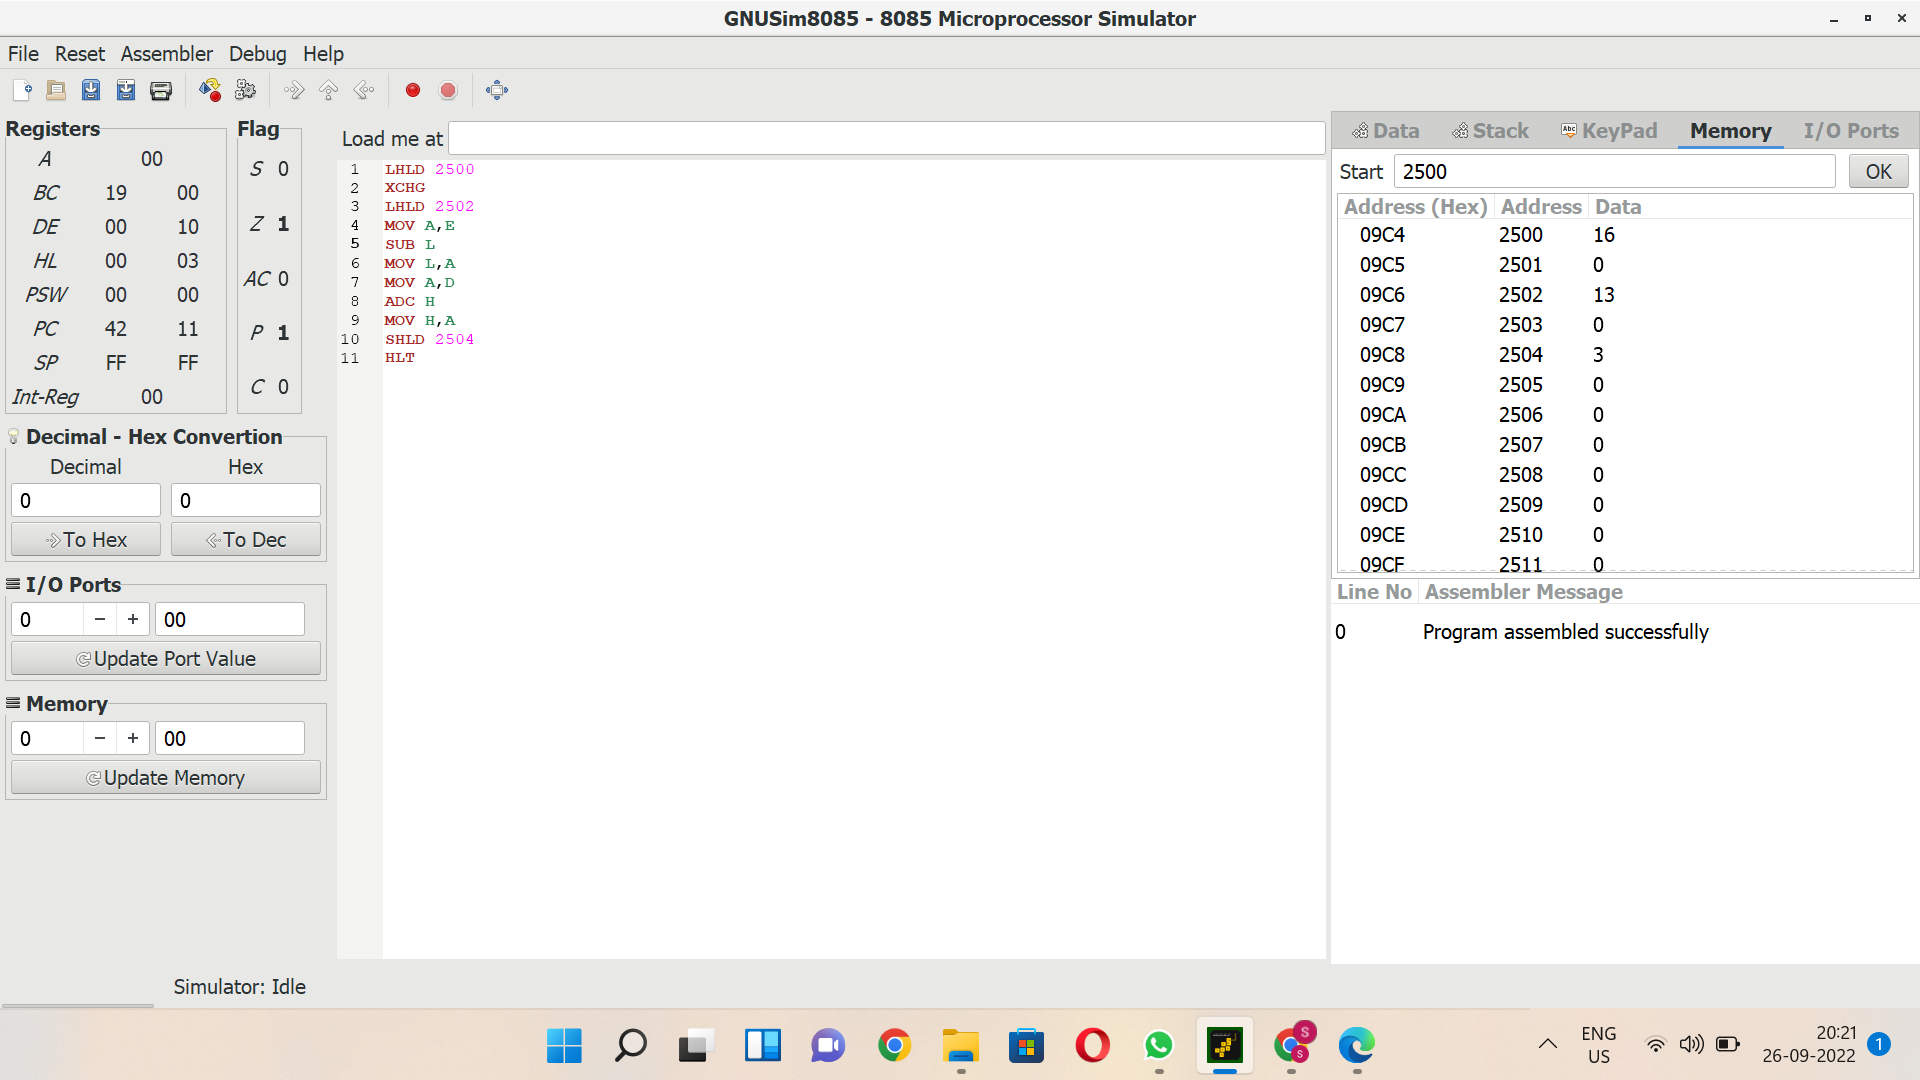 GNUSim8085 - 8085 Microprocessor Simulator
File Reset Assembler Debug Help
Registers
A 00
BC 19 00
DE 00 10
HL 00 03
PSW 00 00
PC 42 11
SP FF FF
Int-Reg 00
Flag
S 0
Z 1
AC 0
P 1
C 0
Decimal - Hex Convertion
Decimal Hex
0 0
To Hex To Dec
I/O Ports
0 − + 00
Update Port Value
Memory
0 − + 00
Update Memory
Simulator: Idle
Load me at
1 LHLD 2500
2 XCHG
3 LHLD 2502
4 MOV A,E
5 SUB L
6 MOV L,A
7 MOV A,D
8 ADC H
9 MOV H,A
10 SHLD 2504
11 HLT
Data Stack Abc KeyPad Memory I/O Ports
Start 2500 OK
Address (Hex) Address Data
09C4 2500 16
09C5 2501 0
09C6 2502 13
09C7 2503 0
09C8 2504 3
09C9 2505 0
09CA 2506 0
09CB 2507 0
09CC 2508 0
09CD 2509 0
09CE 2510 0
09CF 2511 0
Line No Assembler Message
0 Program assembled successfully
S
S
ENG
US
20:21
26-09-2022
1